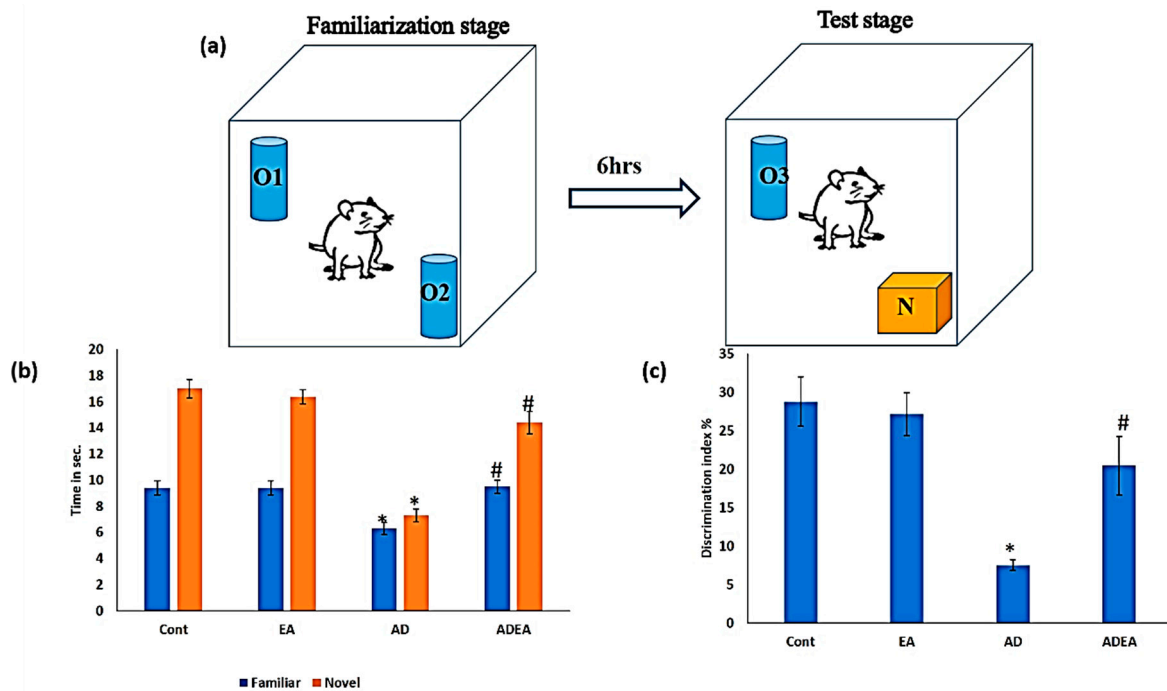 Familiarization stage
Test stage
(a)
O1
O2
6hrs
O3
N
(b)
Time in sec.
20
18
16
14
12
10
8
6
4
2
0
*
*
#
#
Cont EA AD ADEA
Familiar Novel
(c)
Discrimination index %
35
30
25
20
15
10
5
0
*
#
Cont EA AD ADEA